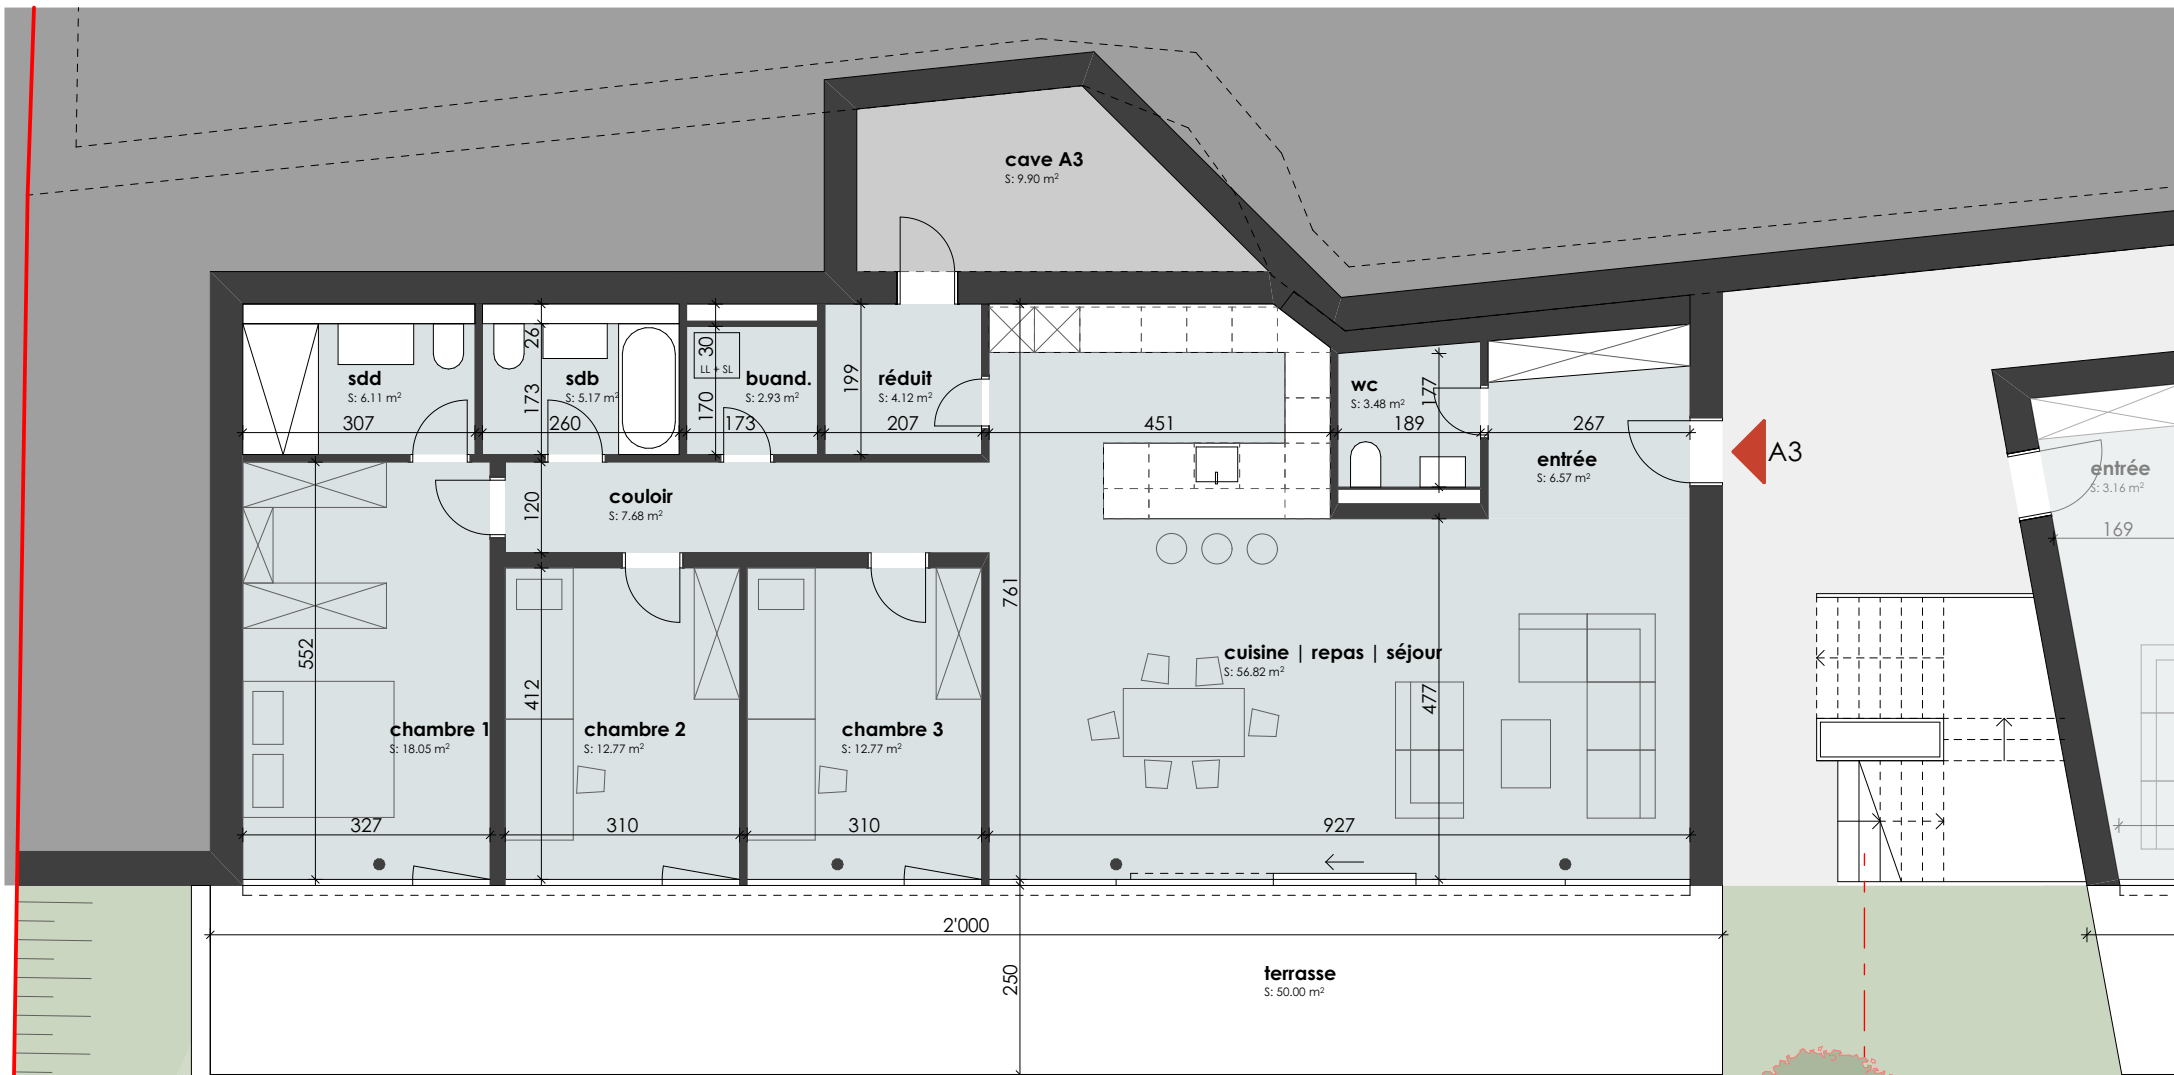 cave A3
S: 9.90 m²
26
30
LL + SL
sdd
S: 6.11 m²
307
173
sdb
S: 5.17 m²
260
170
buand.
S: 2.93 m²
173
199
réduit
S: 4.12 m²
207
451
wc
S: 3.48 m²
177
189
267
entrée
S: 6.57 m²
A3
entrée
S: 3.16 m²
169
couloir
S: 7.68 m²
120
761
552
412
cuisine | repas | séjour
S: 56.82 m²
477
chambre 1
S: 18.05 m²
chambre 2
S: 12.77 m²
chambre 3
S: 12.77 m²
327
310
310
927
2'000
250
terrasse
S: 50.00 m²